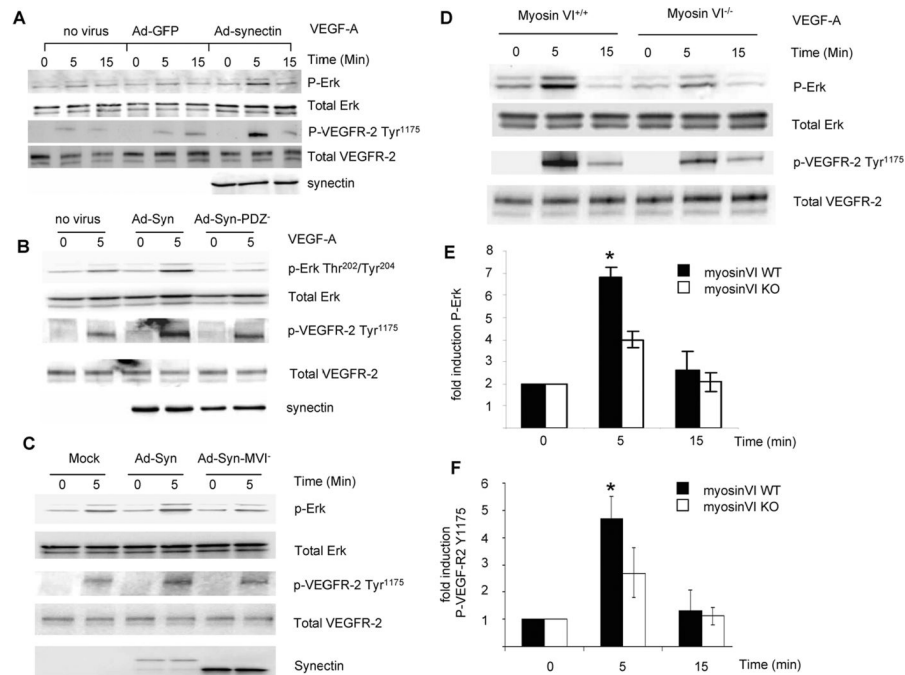 A
no virus Ad-GFP Ad-synectin VEGF-A
0 5 15 0 5 15 0 5 15 Time (Min)
P-Erk
Total Erk
P-VEGFR-2 Tyr1175
Total VEGFR-2
synectin
B
no virus Ad-Syn Ad-Syn-PDZ-
0 5 0 5 0 5 VEGF-A
p-Erk Thr202/Tyr204
Total Erk
p-VEGFR-2 Tyr1175
Total VEGFR-2
synectin
C
Mock Ad-Syn Ad-Syn-MVI-
0 5 0 5 0 5 Time (Min)
p-Erk
Total Erk
p-VEGFR-2 Tyr1175
Total VEGFR-2
Synectin
D
Myosin VI+/+ Myosin VI-/- VEGF-A
0 5 15 0 5 15 Time (Min)
P-Erk
Total Erk
p-VEGFR-2 Tyr1175
Total VEGFR-2
E
fold induction P-Erk
8
7
6
4
2
1
*
myosinVI WT
myosinVI KO
0 5 15 Time (min)
F
fold induction
P-VEGF-R2 Y1175
6
5
4
3
2
1
*
myosinVI WT
myosinVI KO
0 5 15 Time (min)